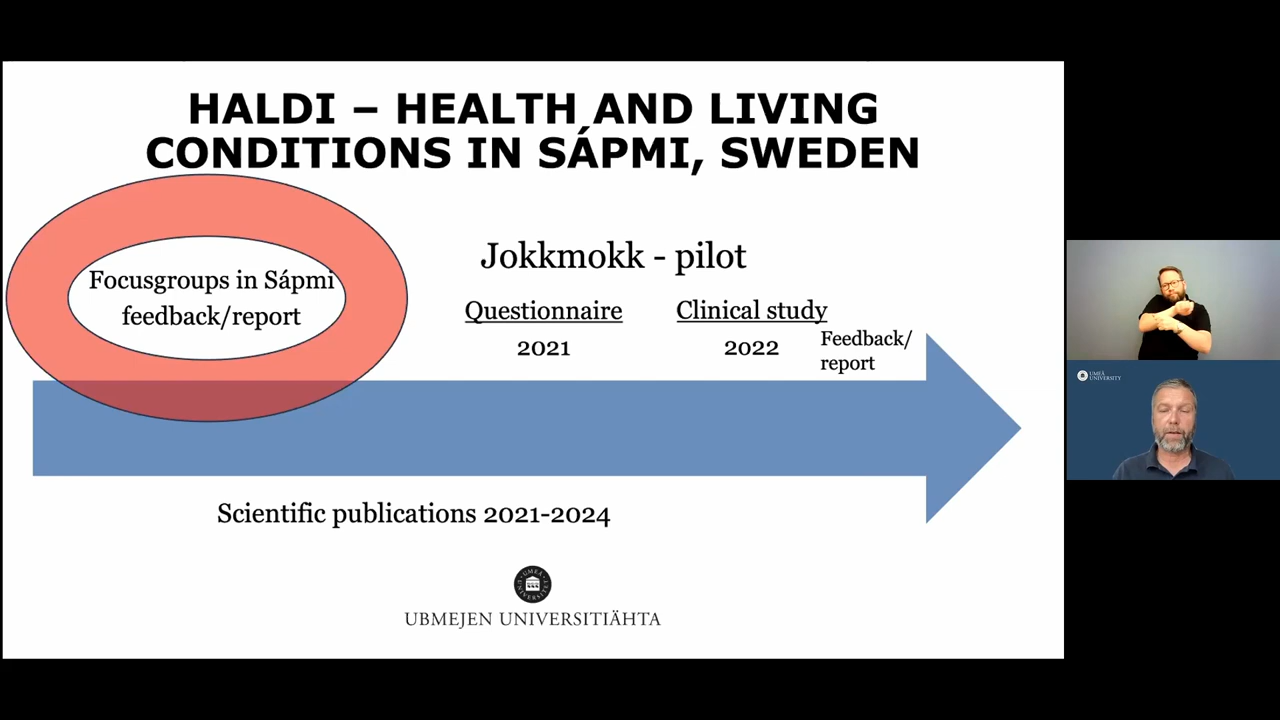 HALDI – HEALTH AND LIVING
CONDITIONS IN SÁPMI, SWEDEN
Focusgroups in Sápmi
feedback/report
Jokkmokk - pilot
Questionnaire
2021
Clinical study
2022
Feedback/
report
Scientific publications 2021-2024
UBMEJEN UNIVERSITIÄHTA
UMEÅ
UNIVERSITY